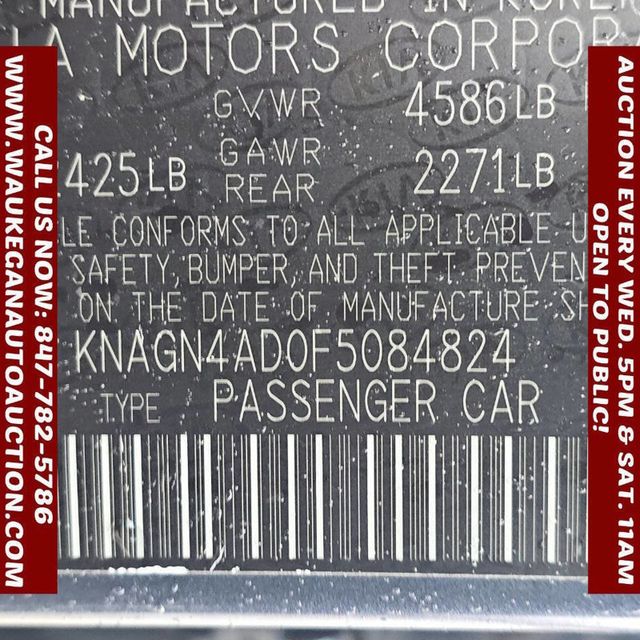 MANUFACTURED IN KOREA
IA MOTORS CORPOR
GVWR 4586LB
425LB GAWR REAR 2271LB
LE CONFORMS TO ALL APPLICABLE U
SAFETY, BUMPER, AND THEFT PREVEN
ON THE DATE OF MANUFACTURE SH
KNAGN4AD0F5084824
TYPE PASSENGER CAR
CALL US NOW: 847-782-5786
WWW.WAUKEGANAUTOAUCTION.COM
AUCTION EVERY WED. 5PM & SAT. 11AM
OPEN TO PUBLIC!